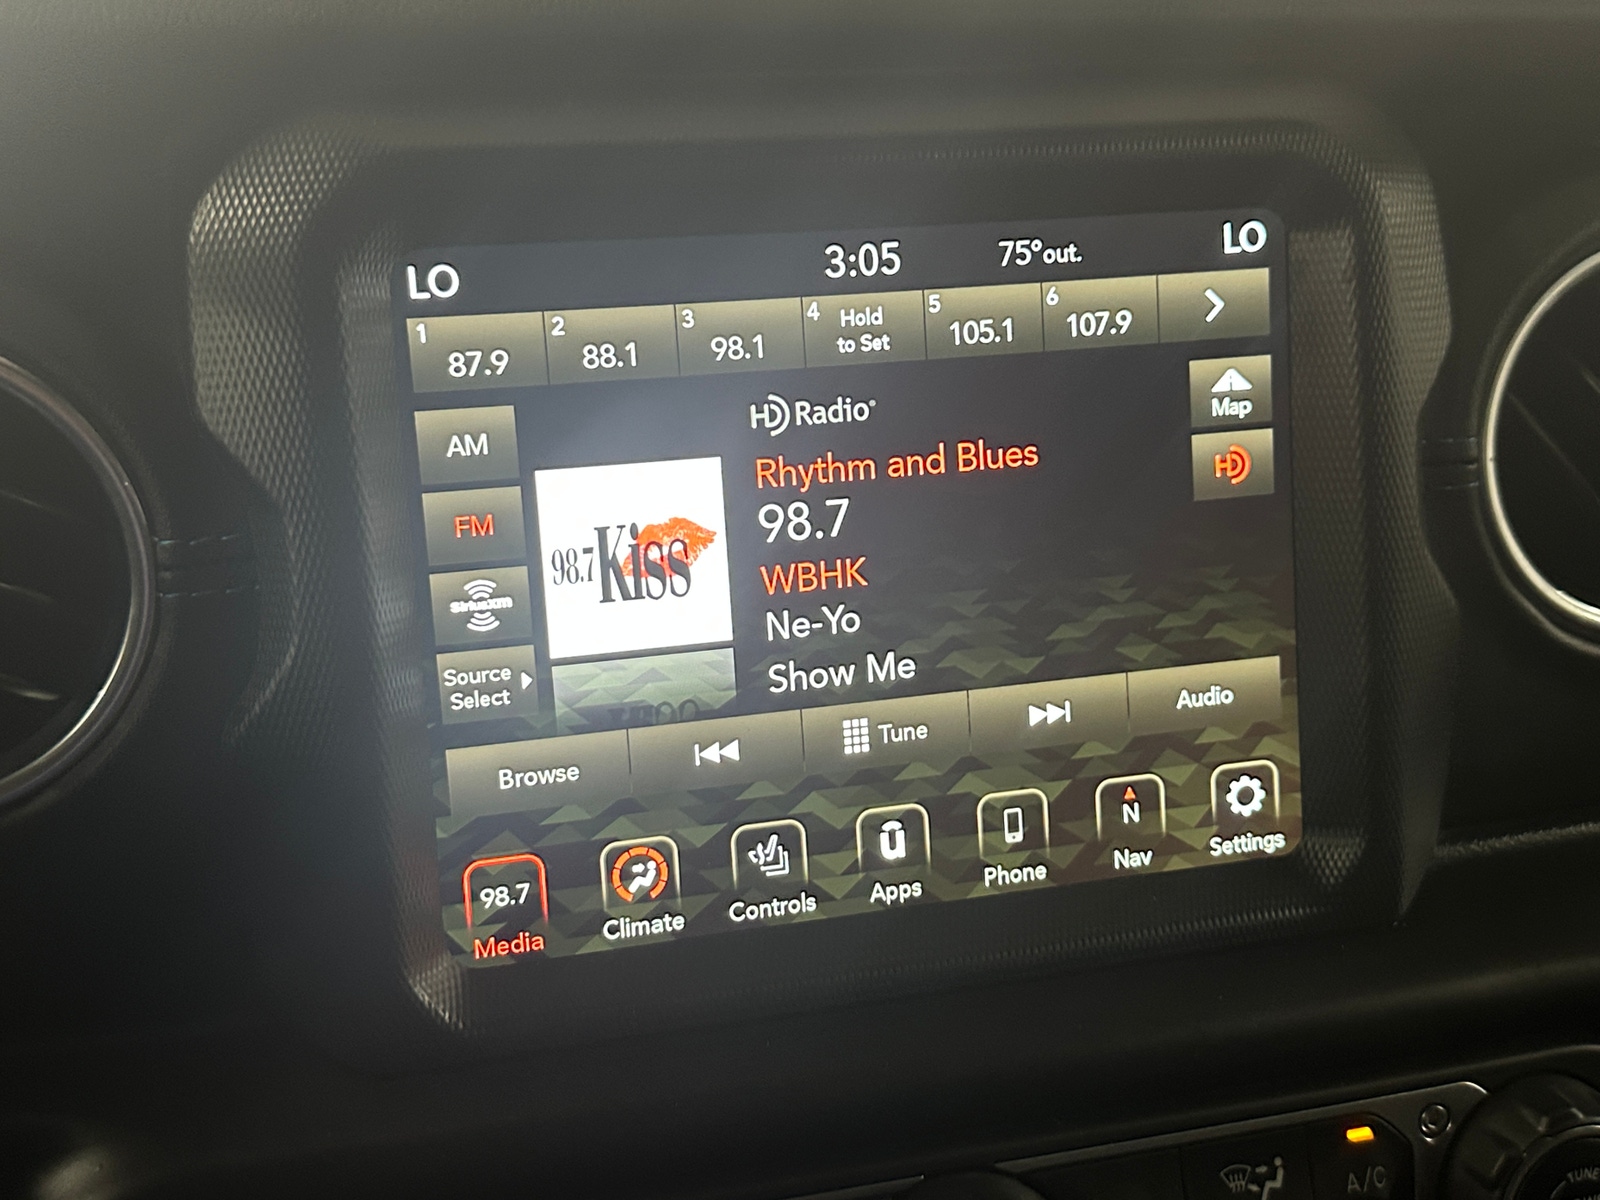 LO
3:05
75°out.
LO
1
87.9
2
88.1
3
98.1
4
Hold
to Set
5
105.1
6
107.9
AM
FM
SiriusXM
Source
Select
98.7 Kiss
HD Radio®
Rhythm and Blues
98.7
WBHK
Ne-Yo
Show Me
Map
HD
Browse
Tune
Audio
98.7
Media
Climate
Controls
u
Apps
Phone
N
Nav
Settings
A/C
TUNE